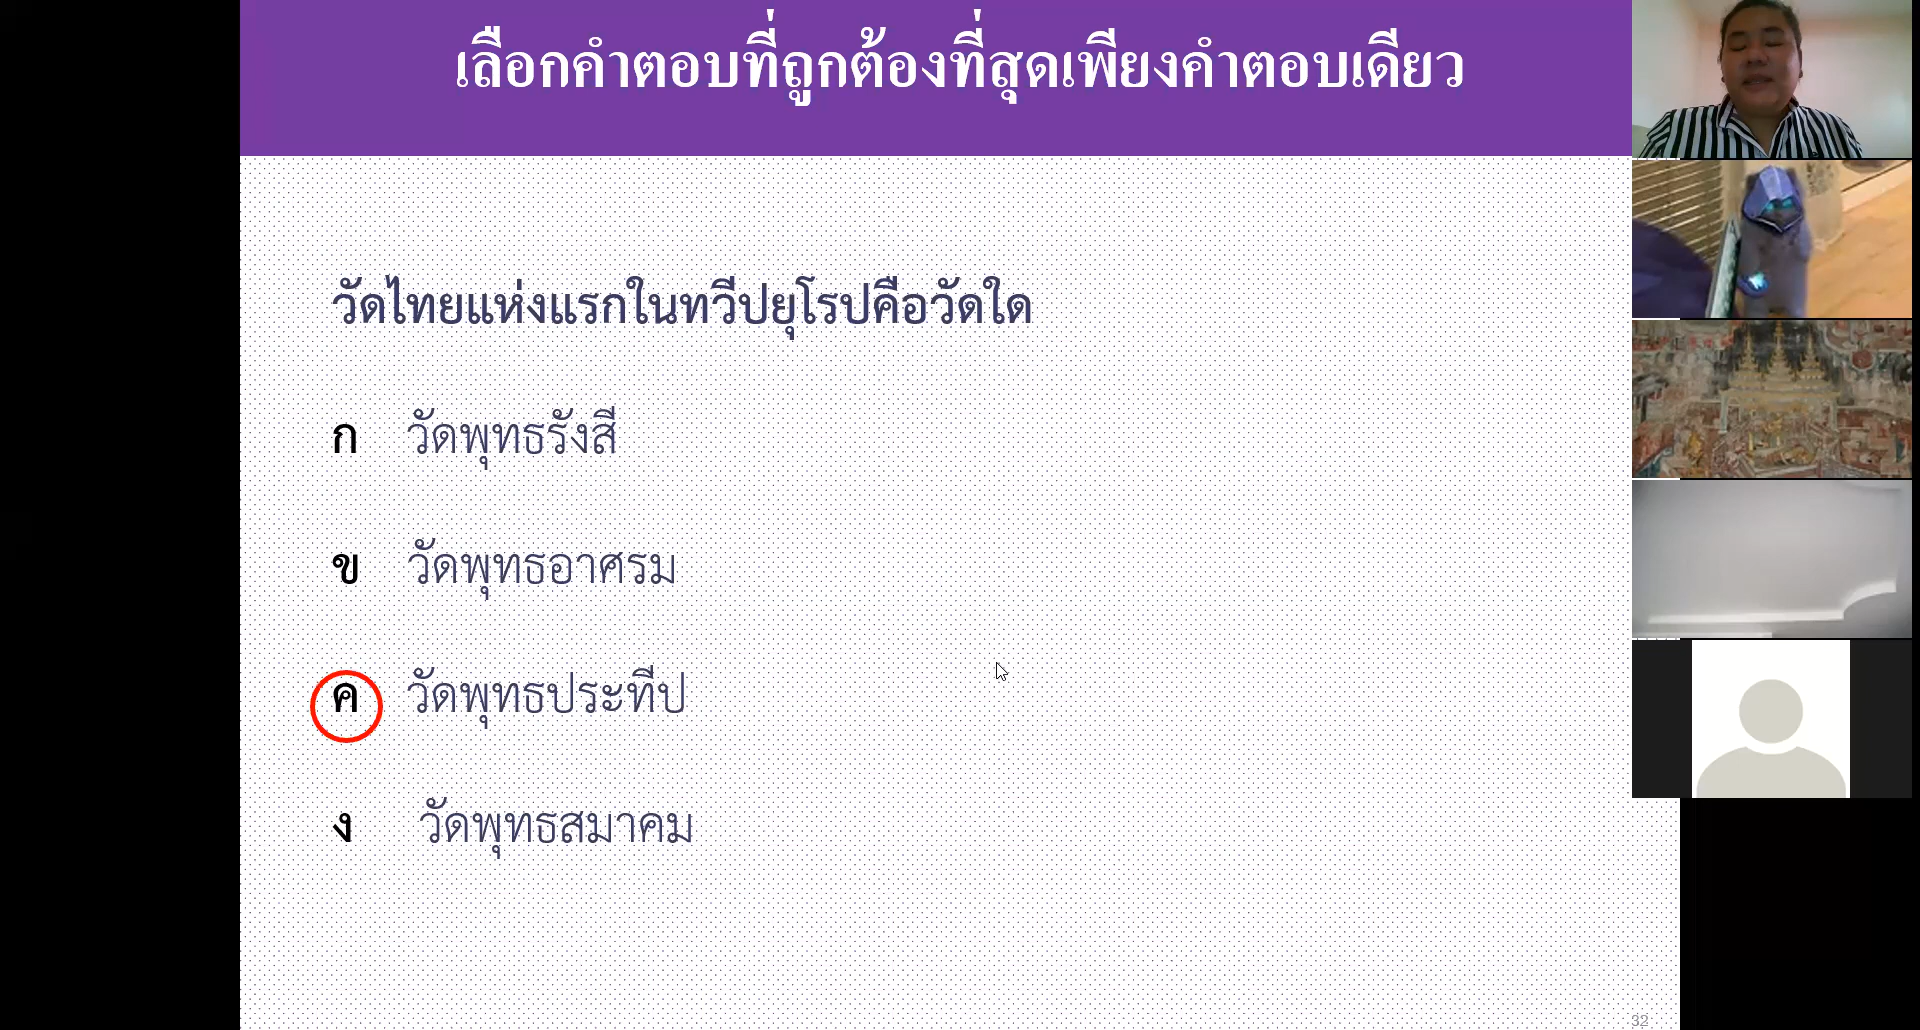 เลือกคำตอบที่ถูกต้องที่สุดเพียงคำตอบเดียว
วัดไทยแห่งแรกในทวีปยุโรปคือวัดใด
ก วัดพุทธรังสี
ข วัดพุทธอาศรม
ค วัดพุทธประทีป
ง วัดพุทธสมาคม
32